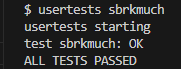 $ usertests sbrkmuch
usertests starting
test sbrkmuch: OK
ALL TESTS PASSED